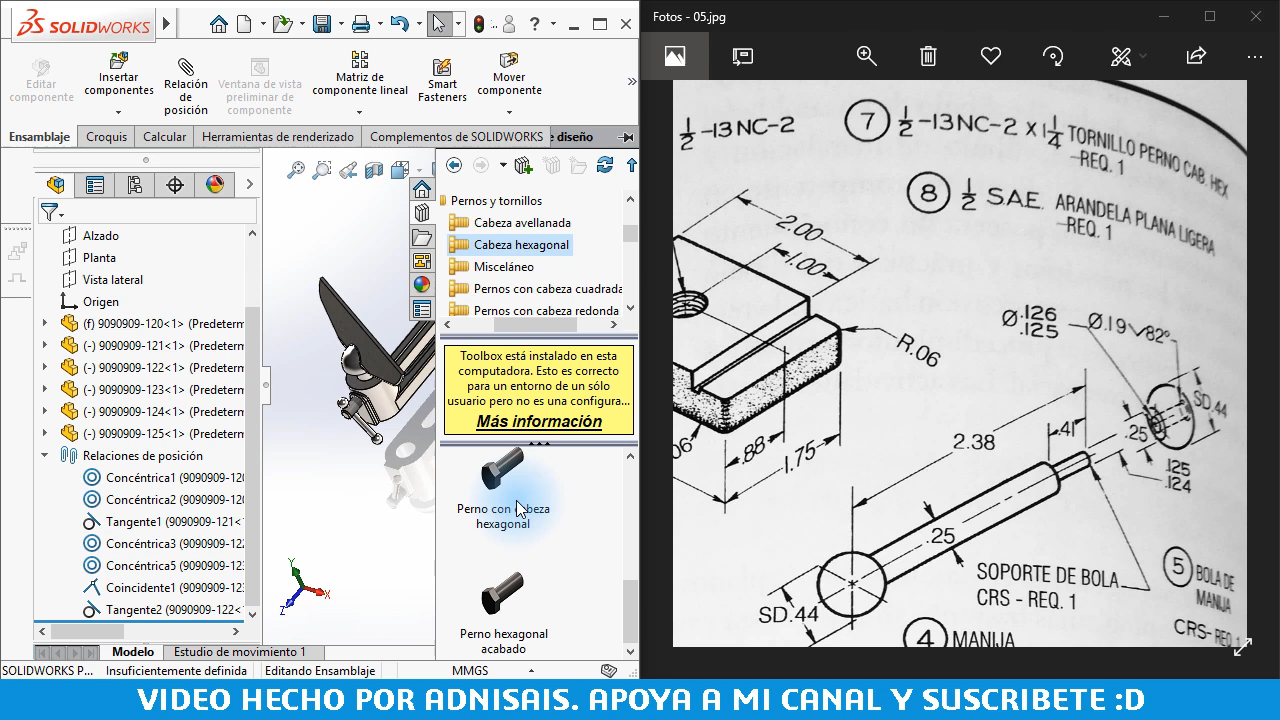 SOLIDWORKS
Editar componente
Insertar componentes
Relación de posición
Ventana de vista preliminar de componente
Matriz de componente lineal
Smart Fasteners
Mover componente
Ensamblaje
Croquis
Calcular
Herramientas de renderizado
Complementos de SOLIDWORKS
e diseño
Alzado
Planta
Vista lateral
Origen
(f) 9090909-120<1> (Predeterm
(-) 9090909-121<1> (Predeterm
(-) 9090909-122<1> (Predeterm
(-) 9090909-123<1> (Predeterm
(-) 9090909-124<1> (Predeterm
(-) 9090909-125<1> (Predeterm
Relaciones de posición
Concéntrica1 (9090909-120
Concéntrica2 (9090909-120
Tangente1 (9090909-121<
Concéntrica3 (9090909-122
Concéntrica5 (9090909-123
Coincidente1 (9090909-123
Tangente2 (9090909-122<
Y
X
Z
Pernos y tornillos
Cabeza avellanada
Cabeza hexagonal
Misceláneo
Pernos con cabeza cuadrada
Pernos con cabeza redonda
Toolbox está instalado en esta
computadora. Esto es correcto
para un entorno de un sólo
usuario pero no es una configura...
Más información
Perno con cabeza
hexagonal
Perno hexagonal
acabado
Modelo
Estudio de movimiento 1
SOLIDWORKS P...
Insuficientemente definida
Editando Ensamblaje
MMGS
Fotos - 05.jpg
1/2-13 NC-2
7 1/2-13 NC-2 X 1 1/4 TORNILLO PERNO CAB. HEX
-REQ. 1
8 1/2 S.A.E. ARANDELA PLANA LIGERA
-REQ. 1
2.00
1.00
R.06
06
.88
1.75
Ø.126
.125
Ø.19 82°
SD.44
.41
.25
.125
.124
2.38
.25
SD.44
SOPORTE DE BOLA
CRS - REQ. 1
5 BOLA DE
MANIJA
CRS-REQ.1
4 MANIJA
VIDEO HECHO POR ADNISAIS. APOYA A MI CANAL Y SUSCRIBETE :D